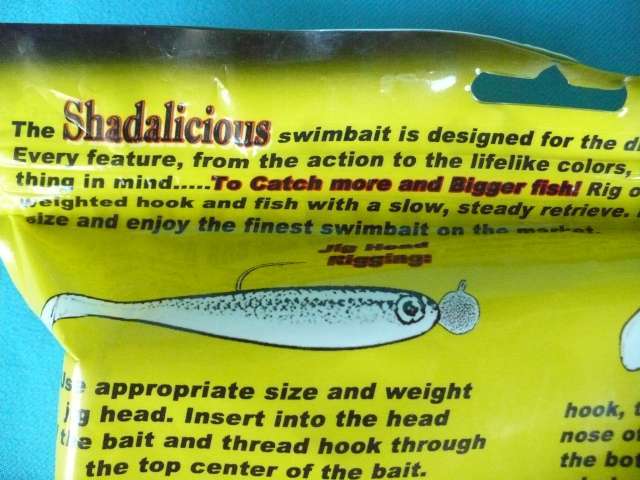 The Shadalicious swimbait is designed for the
Every feature, from the action to the lifelike colors,
thing in mind.....To Catch more and Bigger fish! Rig
weighted hook and fish with a slow, steady retrieve.
size and enjoy the finest swimbait on the market.
Jig Head
Rigging:
Use appropriate size and weight
jig head. Insert into the head
the bait and thread hook through
the top center of the bait.
hook,
nose
the